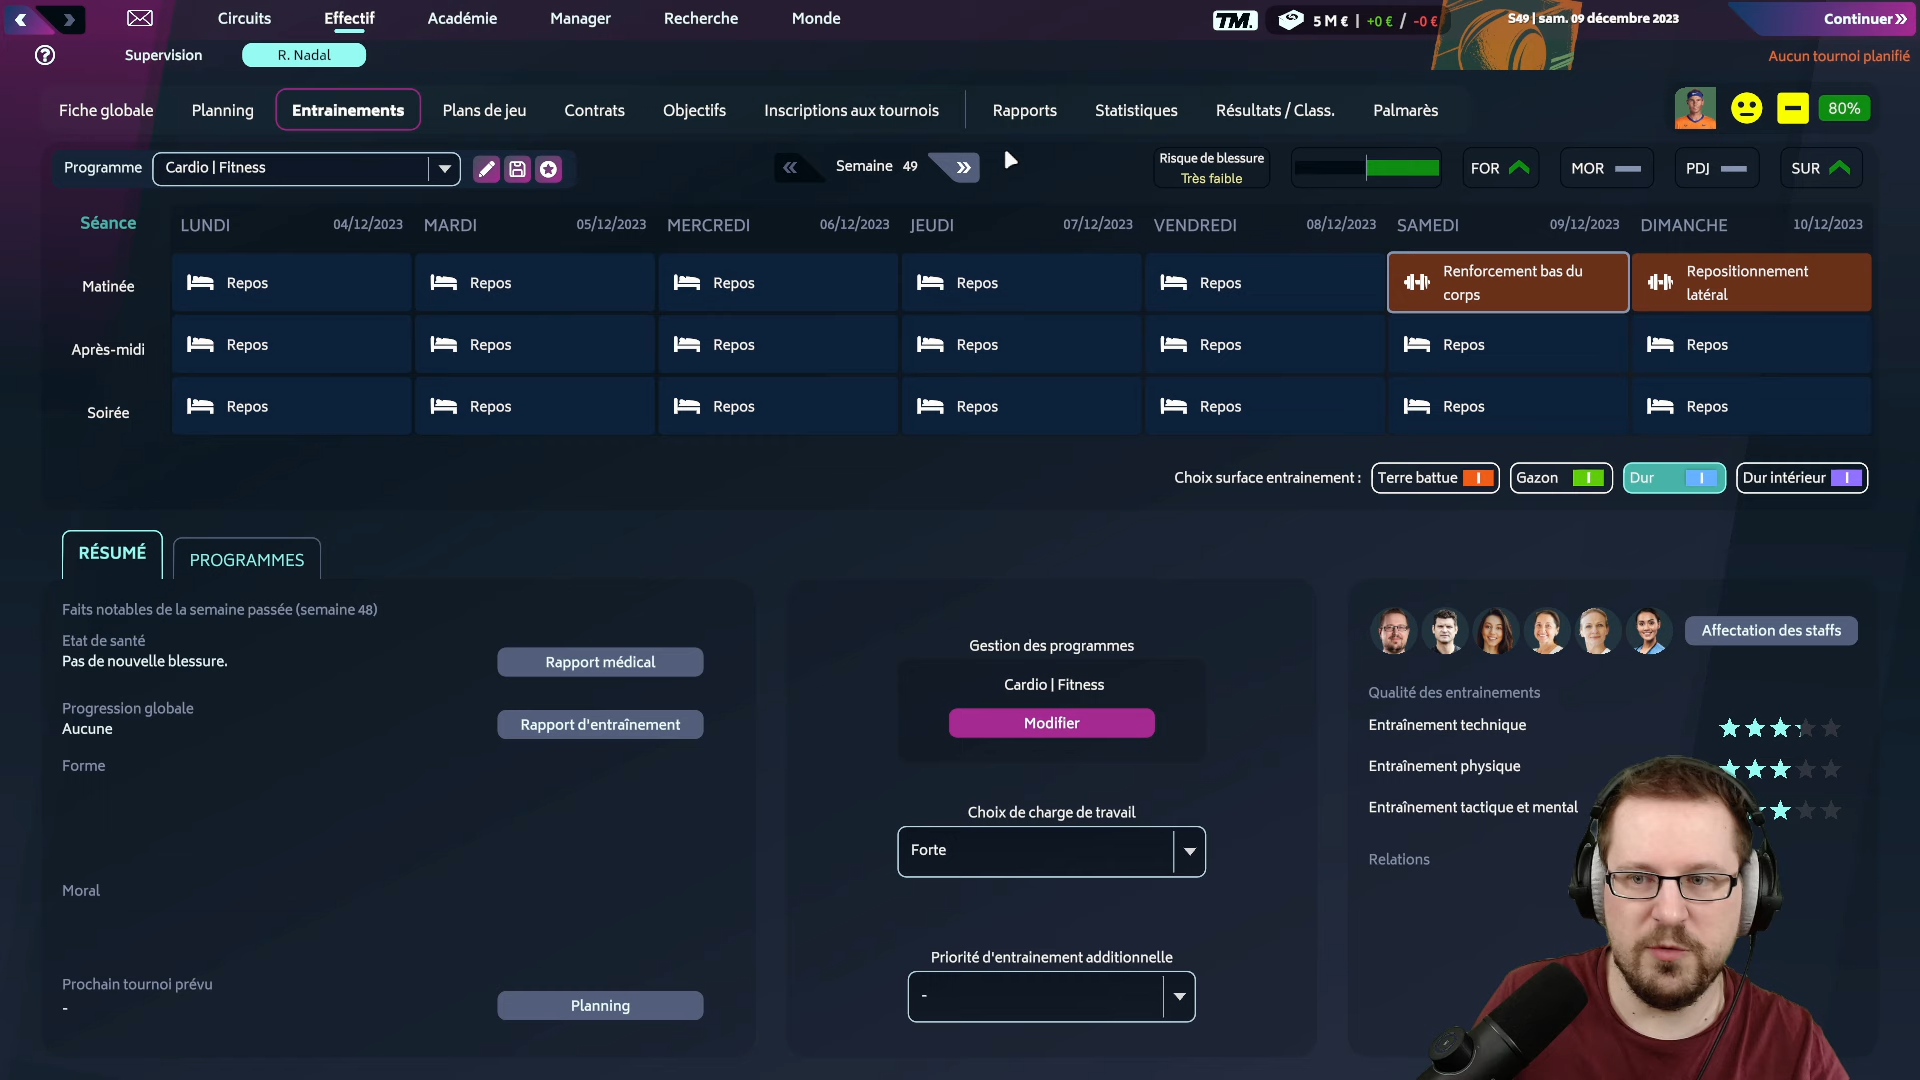 Circuits
Effectif
Académie
Manager
Recherche
Monde
TM.
5 M € | +0 € / -0 €
S49 | sam. 09 décembre 2023
Continuer
Supervision
R. Nadal
Aucun tournoi planifié
Fiche globale
Planning
Entrainements
Plans de jeu
Contrats
Objectifs
Inscriptions aux tournois
Rapports
Statistiques
Résultats / Class.
Palmarès
80%
Programme
Cardio | Fitness
Semaine 49
Risque de blessure
Très faible
FOR
MOR
PDJ
SUR
Séance
LUNDI 04/12/2023
MARDI 05/12/2023
MERCREDI 06/12/2023
JEUDI 07/12/2023
VENDREDI 08/12/2023
SAMEDI 09/12/2023
DIMANCHE 10/12/2023
Matinée
Repos
Repos
Repos
Repos
Repos
Renforcement bas du
corps
Repositionnement
latéral
Après-midi
Repos
Repos
Repos
Repos
Repos
Repos
Repos
Soirée
Repos
Repos
Repos
Repos
Repos
Repos
Repos
Choix surface entrainement :
Terre battue
Gazon
Dur
Dur intérieur
RÉSUMÉ
PROGRAMMES
Faits notables de la semaine passée (semaine 48)
Etat de santé
Pas de nouvelle blessure.
Rapport médical
Progression globale
Aucune
Rapport d'entraînement
Forme
Moral
Prochain tournoi prévu
-
Planning
Gestion des programmes
Cardio | Fitness
Modifier
Choix de charge de travail
Forte
Priorité d'entrainement additionnelle
-
Affectation des staffs
Qualité des entrainements
Entraînement technique
Entraînement physique
Entraînement tactique et mental
Relations